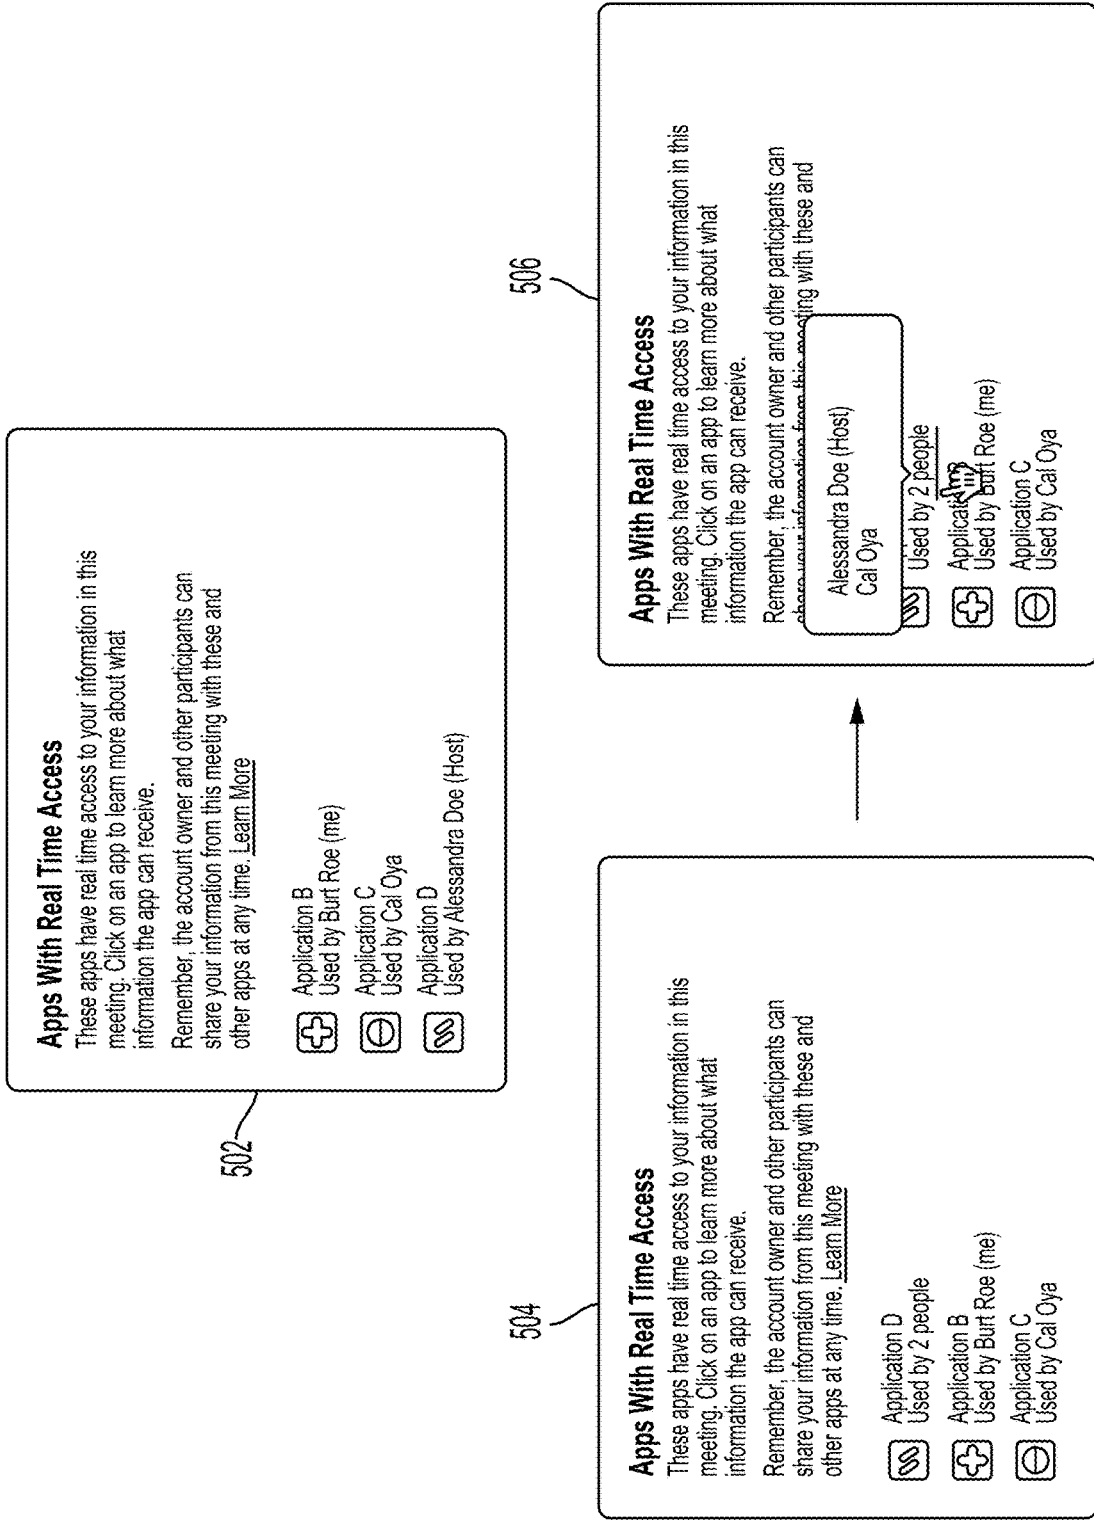 502
Apps With Real Time Access
These apps have real time access to your information in this
meeting. Click on an app to learn more about what
information the app can receive.
Remember, the account owner and other participants can
share your information from this meeting with these and
other apps at any time. Learn More
Application B
Used by Burt Roe (me)
Application C
Used by Cal Oya
Application D
Used by Alessandra Doe (Host)
504
Apps With Real Time Access
These apps have real time access to your information in this
meeting. Click on an app to learn more about what
information the app can receive.
Remember, the account owner and other participants can
share your information from this meeting with these and
other apps at any time. Learn More
Application D
Used by 2 people
Application B
Used by Burt Roe (me)
Application C
Used by Cal Oya
506
Apps With Real Time Access
These apps have real time access to your information in this
meeting. Click on an app to learn more about what
information the app can receive.
Remember, the account owner and other participants can
share your information from this meeting with these and
Alessandra Doe (Host)
Cal Oya
Used by 2 people
Application B
Used by Burt Roe (me)
Application C
Used by Cal Oya